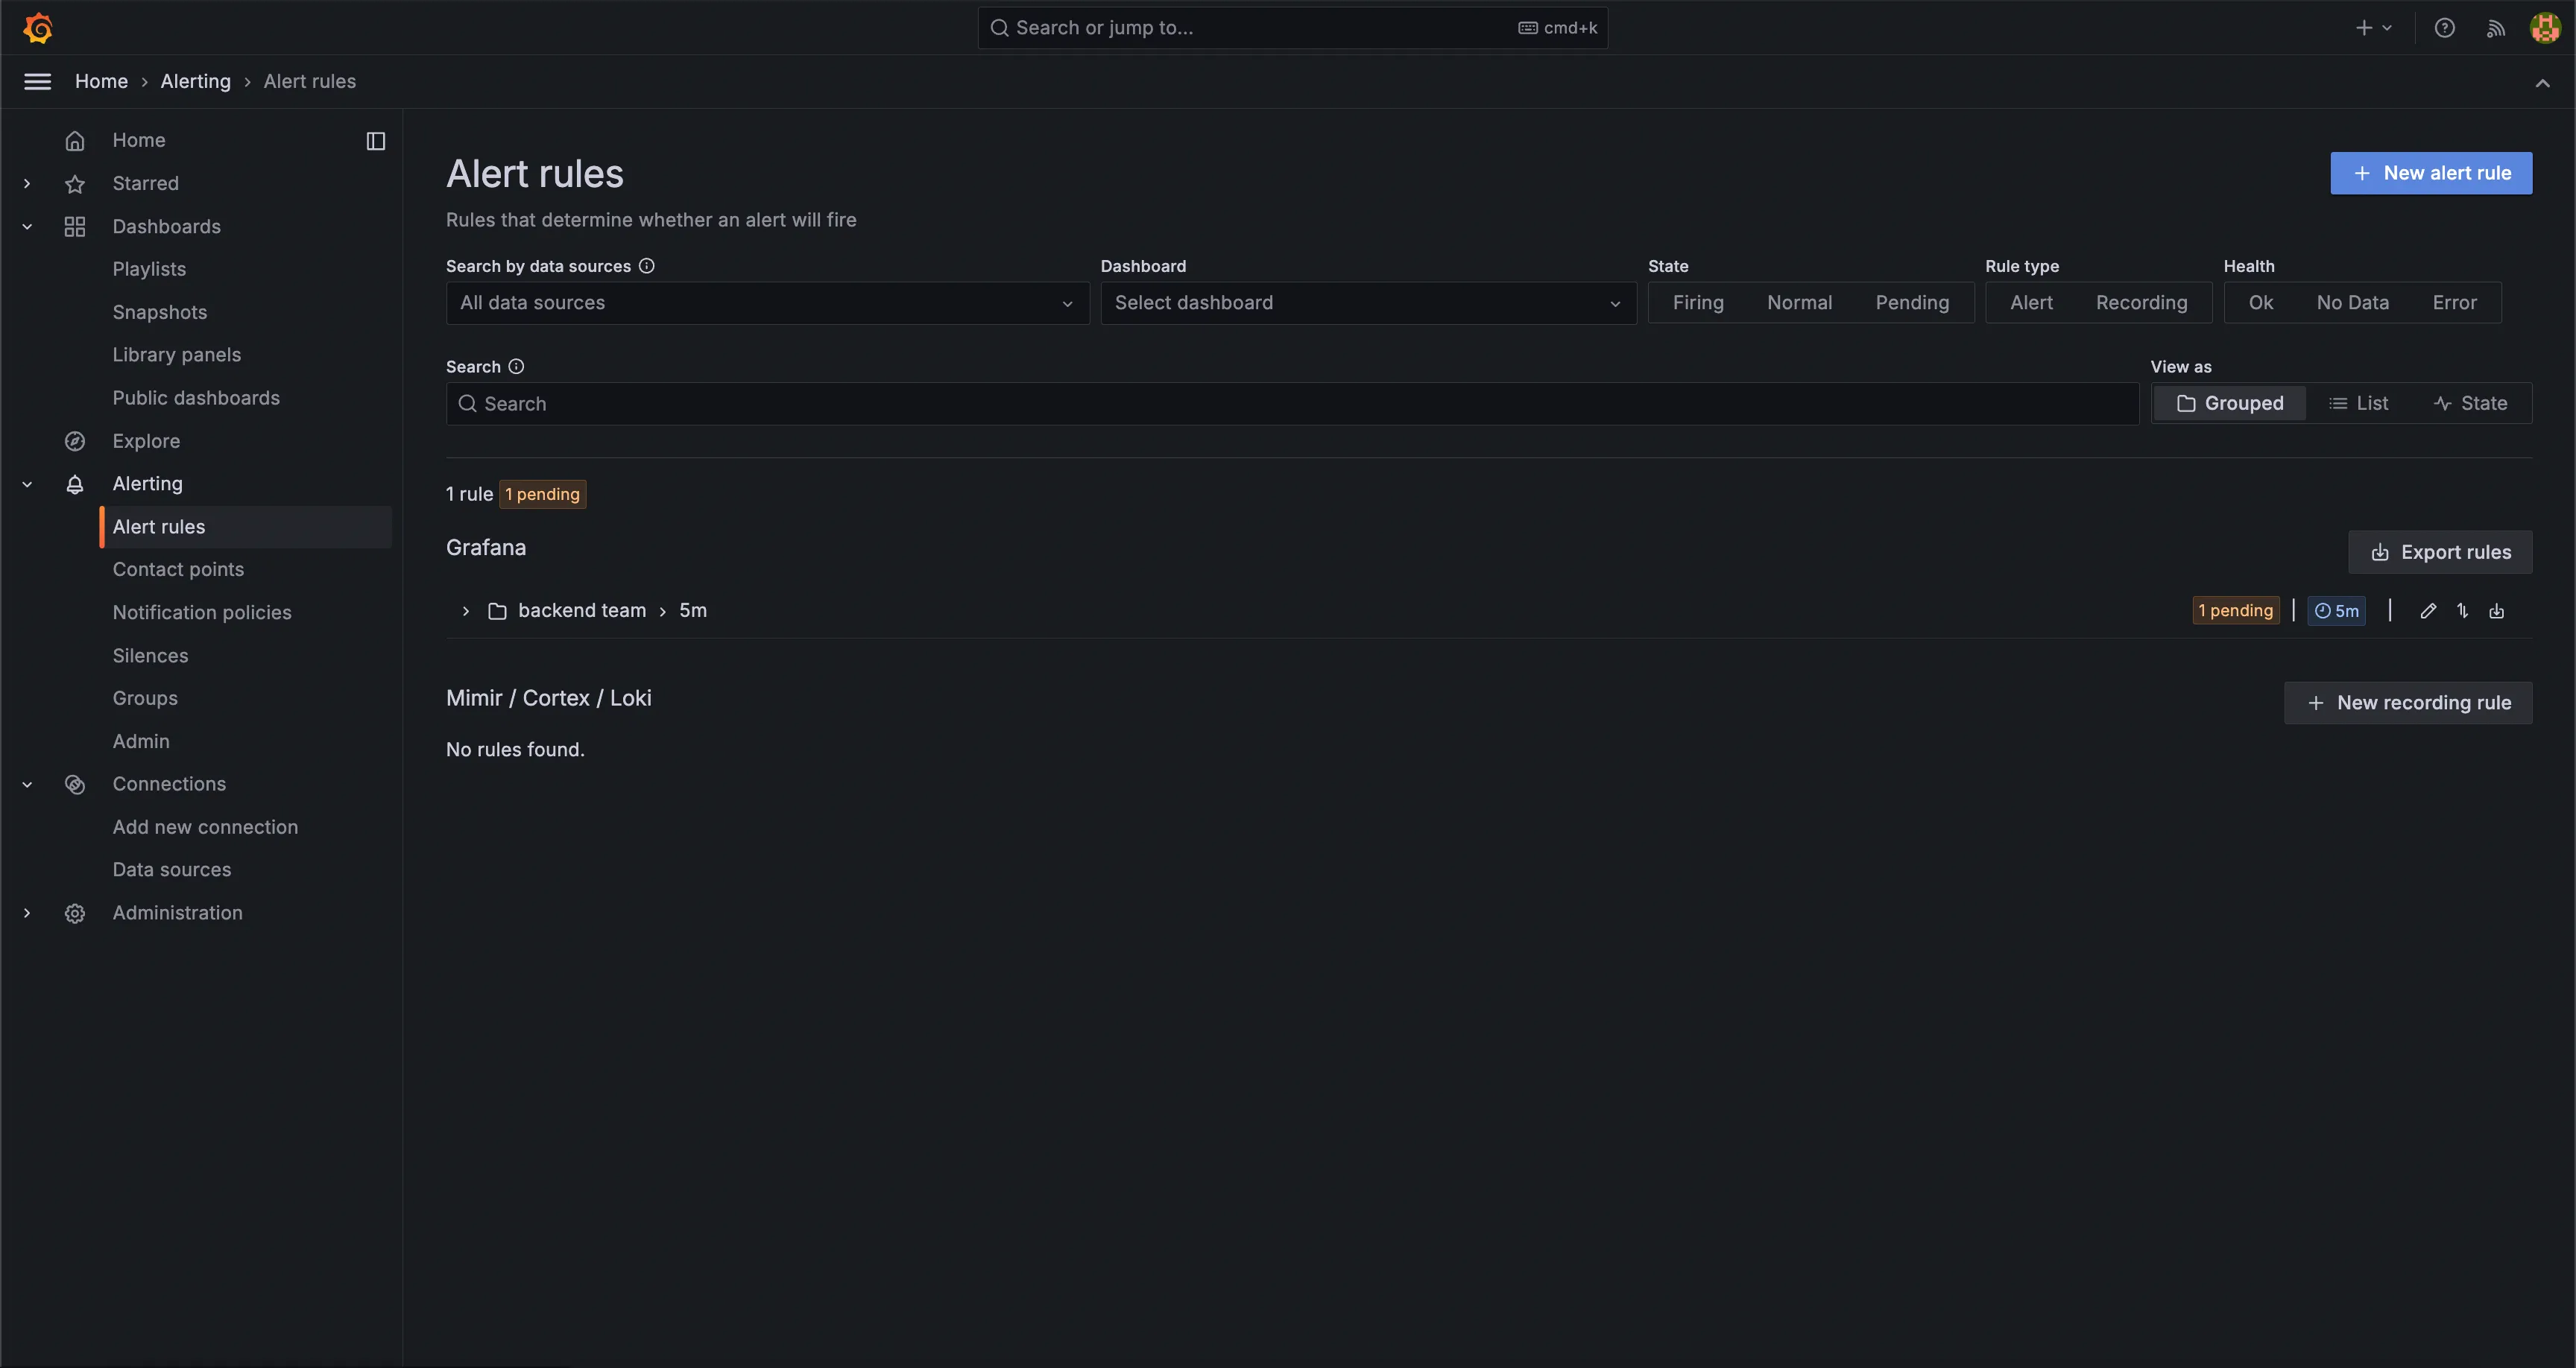 Search or jump to... cmd+k
Home › Alerting › Alert rules
Home
Starred
Dashboards
Playlists
Snapshots
Library panels
Public dashboards
Explore
Alerting
Alert rules
Contact points
Notification policies
Silences
Groups
Admin
Connections
Add new connection
Data sources
Administration
Alert rules
New alert rule
Rules that determine whether an alert will fire
Search by data sources Dashboard State Rule type Health
All data sources Select dashboard Firing Normal Pending Alert Recording Ok No Data Error
Search View as
Search Grouped List State
1 rule 1 pending
Grafana Export rules
backend team › 5m 1 pending | 5m |
Mimir / Cortex / Loki New recording rule
No rules found.